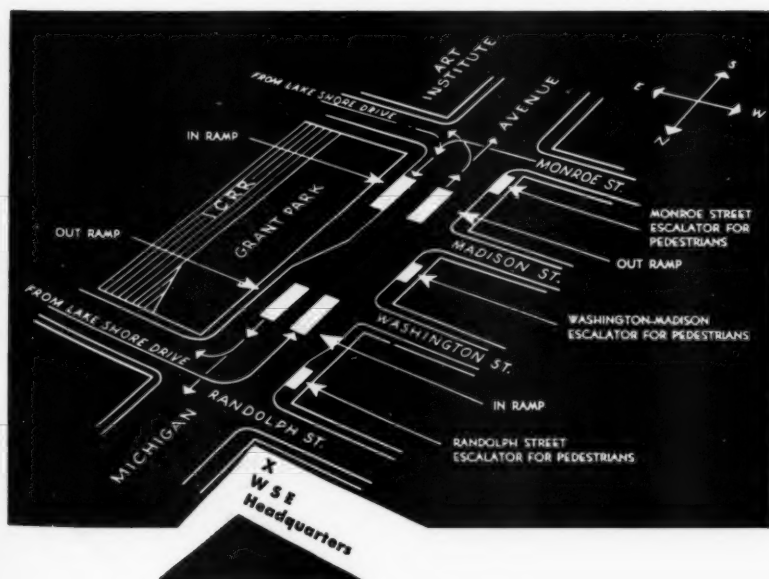 ART
INSTITUTE
FROM LAKE SHORE DRIVE
AVENUE
S
E
W
N
IN RAMP
MONROE ST.
I.C.R.R.
GRANT PARK
MONROE STREET
ESCALATOR FOR
PEDESTRIANS
OUT RAMP
MADISON ST.
OUT RAMP
FROM LAKE SHORE DRIVE
WASHINGTON ST.
WASHINGTON-MADISON
ESCALATOR FOR PEDESTRIANS
IN RAMP
MICHIGAN
RANDOLPH ST.
RANDOLPH STREET
ESCALATOR FOR PEDESTRIANS
X
WSE
Headquarters